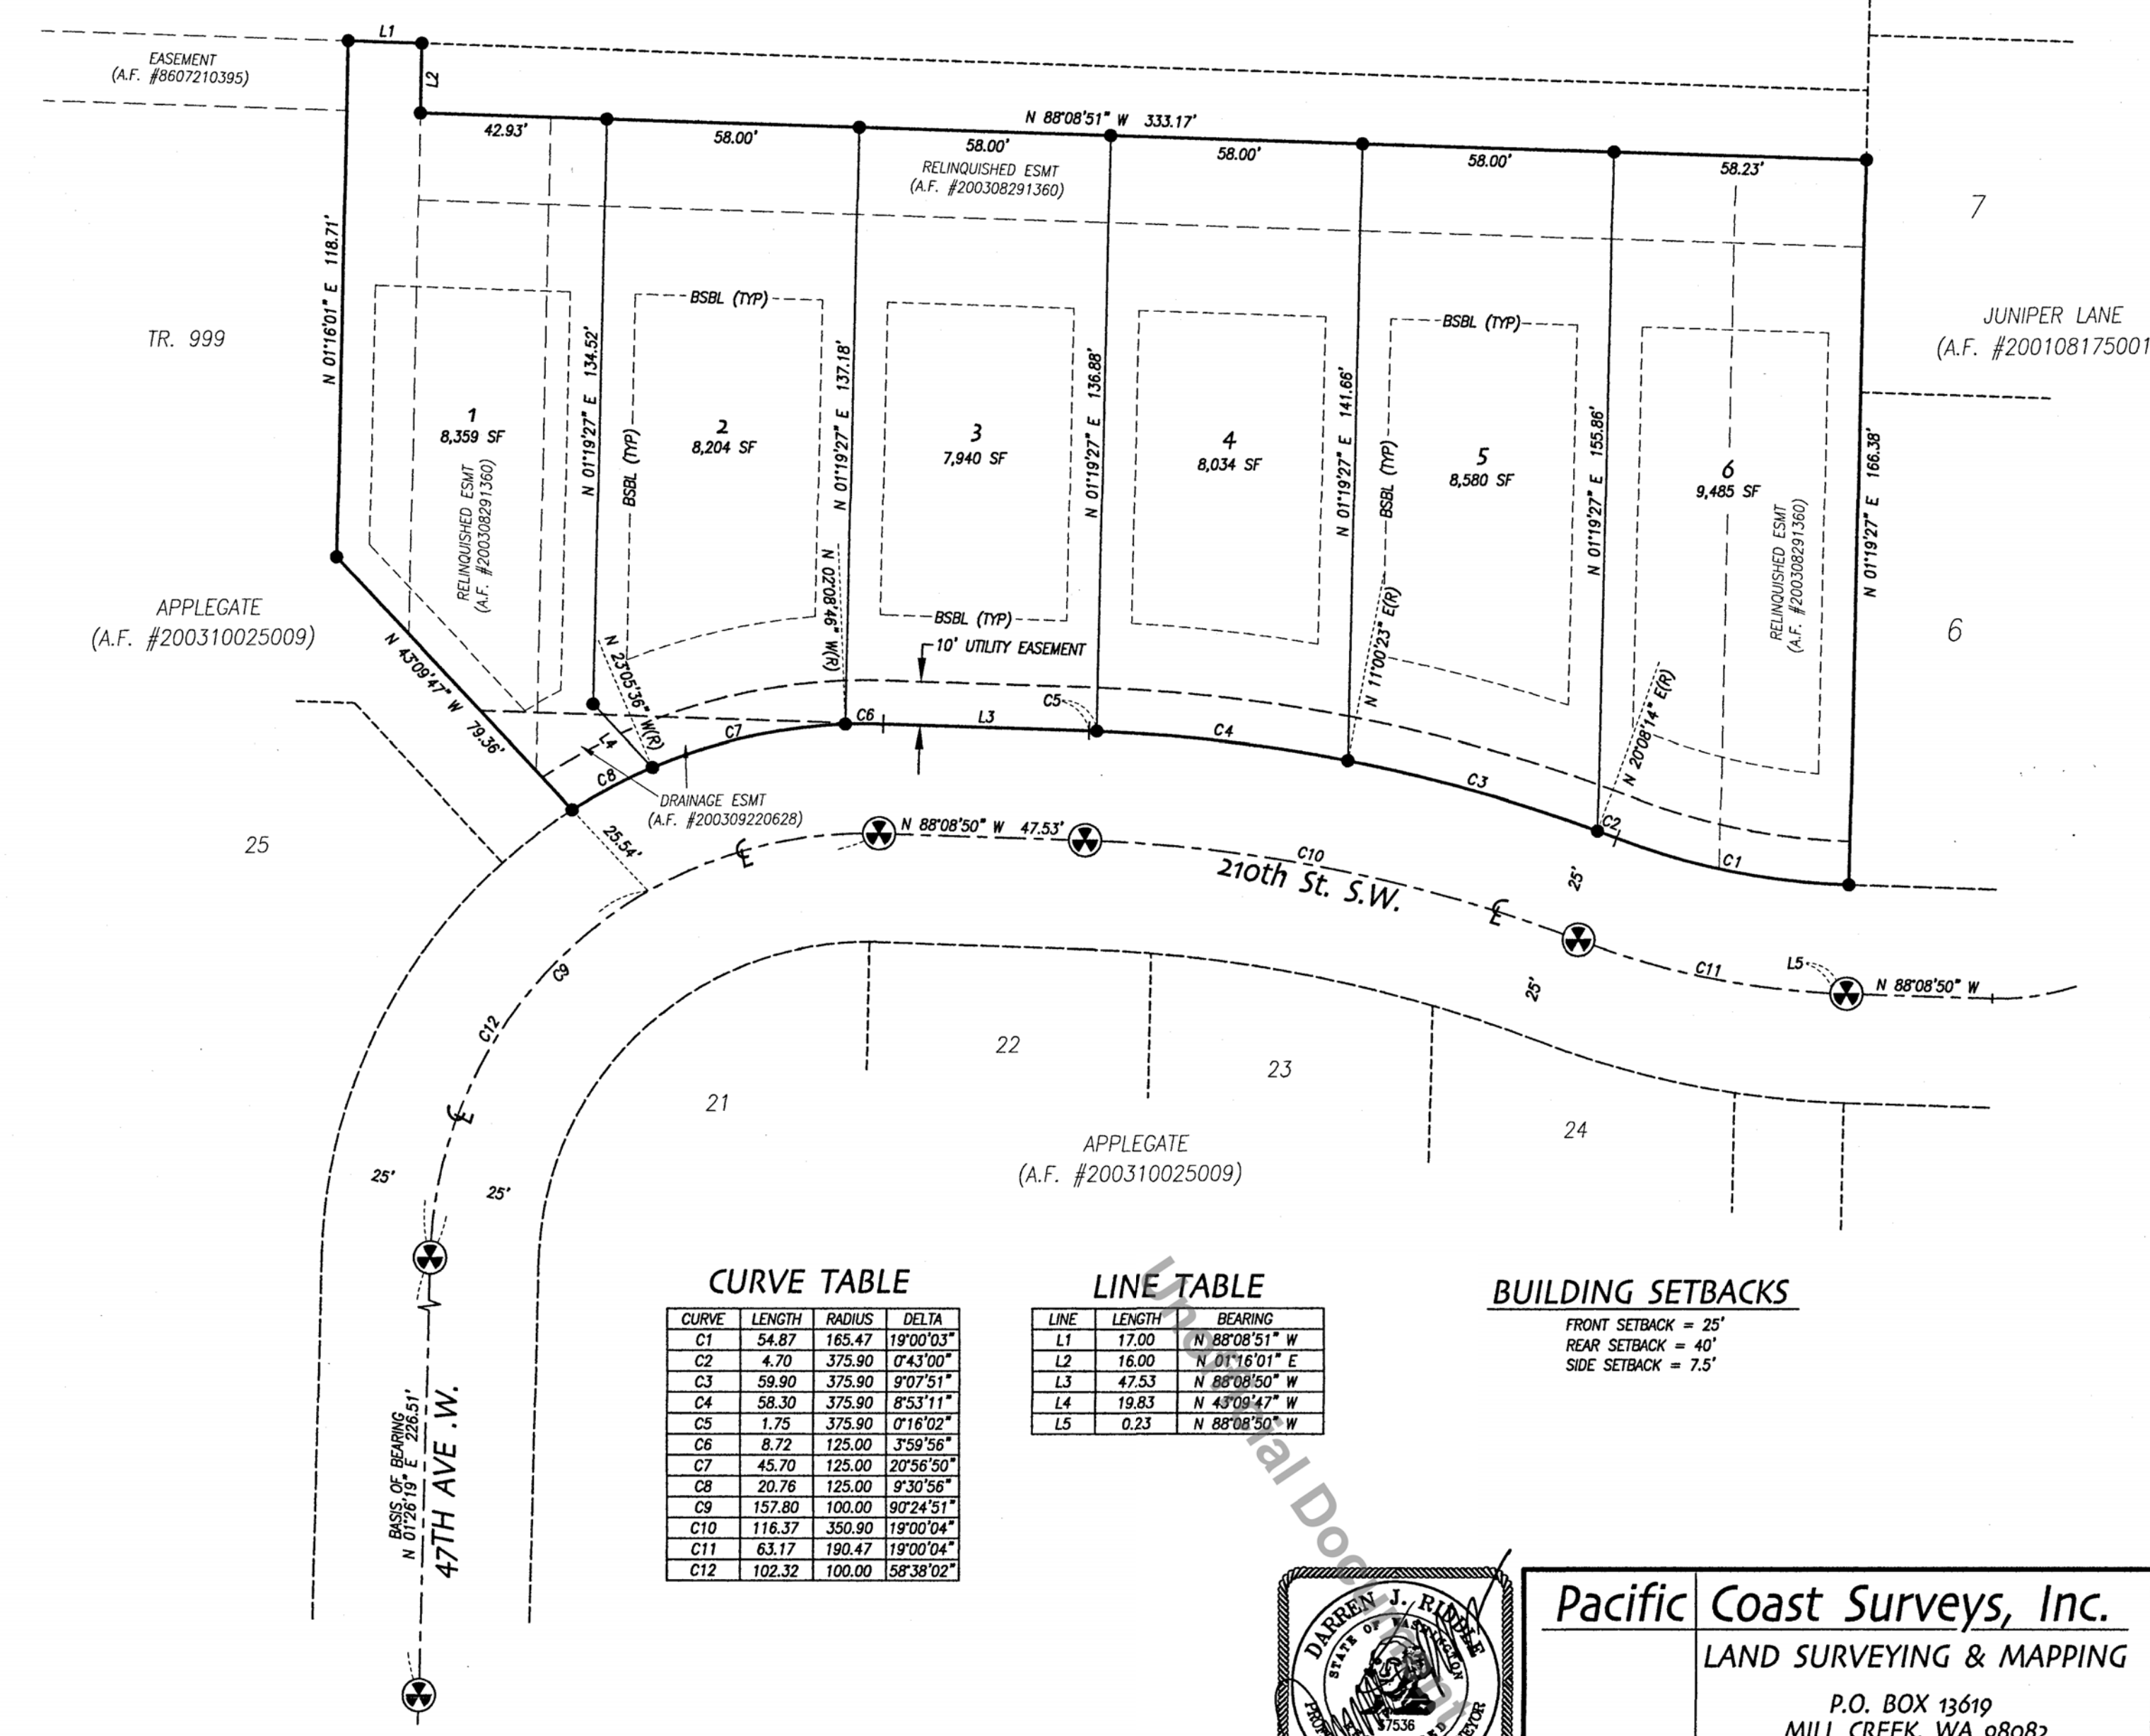 L1
EASEMENT
(A.F. #8607210395)
L2
42.93'
58.00'
N 88°08'51" W 333.17'
58.00'
58.00'
58.00'
58.23'
RELINQUISHED ESMT
(A.F. #200308291360)
7
N 01°16'01" E 118.71'
TR. 999
JUNIPER LANE
(A.F. #200108175001
BSBL (TYP)
BSBL (TYP)
N 01°19'27" E 134.52'
N 01°19'27" E 137.18'
N 01°19'27" E 136.88'
N 01°19'27" E 141.66'
N 01°19'27" E 155.86'
N 01°19'27" E 166.38'
1
8,359 SF
2
8,204 SF
3
7,940 SF
4
8,034 SF
5
8,580 SF
6
9,485 SF
RELINQUISHED ESMT
(A.F. #200308291360)
BSBL (TYP)
BSBL (TYP)
RELINQUISHED ESMT
(A.F. #200308291360)
N 02°08'46" W(R)
N 23°05'36" W(R)
N 11°00'23" E(R)
N 20°08'14" E(R)
BSBL (TYP)
10' UTILITY EASEMENT
APPLEGATE
(A.F. #200310025009)
6
N 43°09'47" W 79.36'
L4
C8
C7
C6
L3
C5
C4
C3
C2
C1
DRAINAGE ESMT
(A.F. #200309220628)
25.54'
25
N 88°08'50" W 47.53'
C10
210th St. S.W.
25'
25'
C11
L5
N 88°08'50" W
C9
C12
22
23
21
24
APPLEGATE
(A.F. #200310025009)
25'
25'
BASIS OF BEARING
N 01°26'19" E 226.51'
47TH AVE .W.
CURVE TABLE
CURVE LENGTH RADIUS DELTA
C1 54.87 165.47 19°00'03"
C2 4.70 375.90 0°43'00"
C3 59.90 375.90 9°07'51"
C4 58.30 375.90 8°53'11"
C5 1.75 375.90 0°16'02"
C6 8.72 125.00 3°59'56"
C7 45.70 125.00 20°56'50"
C8 20.76 125.00 9°30'56"
C9 157.80 100.00 90°24'51"
C10 116.37 350.90 19°00'04"
C11 63.17 190.47 19°00'04"
C12 102.32 100.00 58°38'02"
LINE TABLE
LINE LENGTH BEARING
L1 17.00 N 88°08'51" W
L2 16.00 N 01°16'01" E
L3 47.53 N 88°08'50" W
L4 19.83 N 43°09'47" W
L5 0.23 N 88°08'50" W
BUILDING SETBACKS
FRONT SETBACK = 25'
REAR SETBACK = 40'
SIDE SETBACK = 7.5'
Unofficial Document
DARREN J. RIDDLE
STATE OF WASHINGTON
37536
Pacific Coast Surveys, Inc.
LAND SURVEYING & MAPPING
P.O. BOX 13619
MILL CREEK, WA 98082